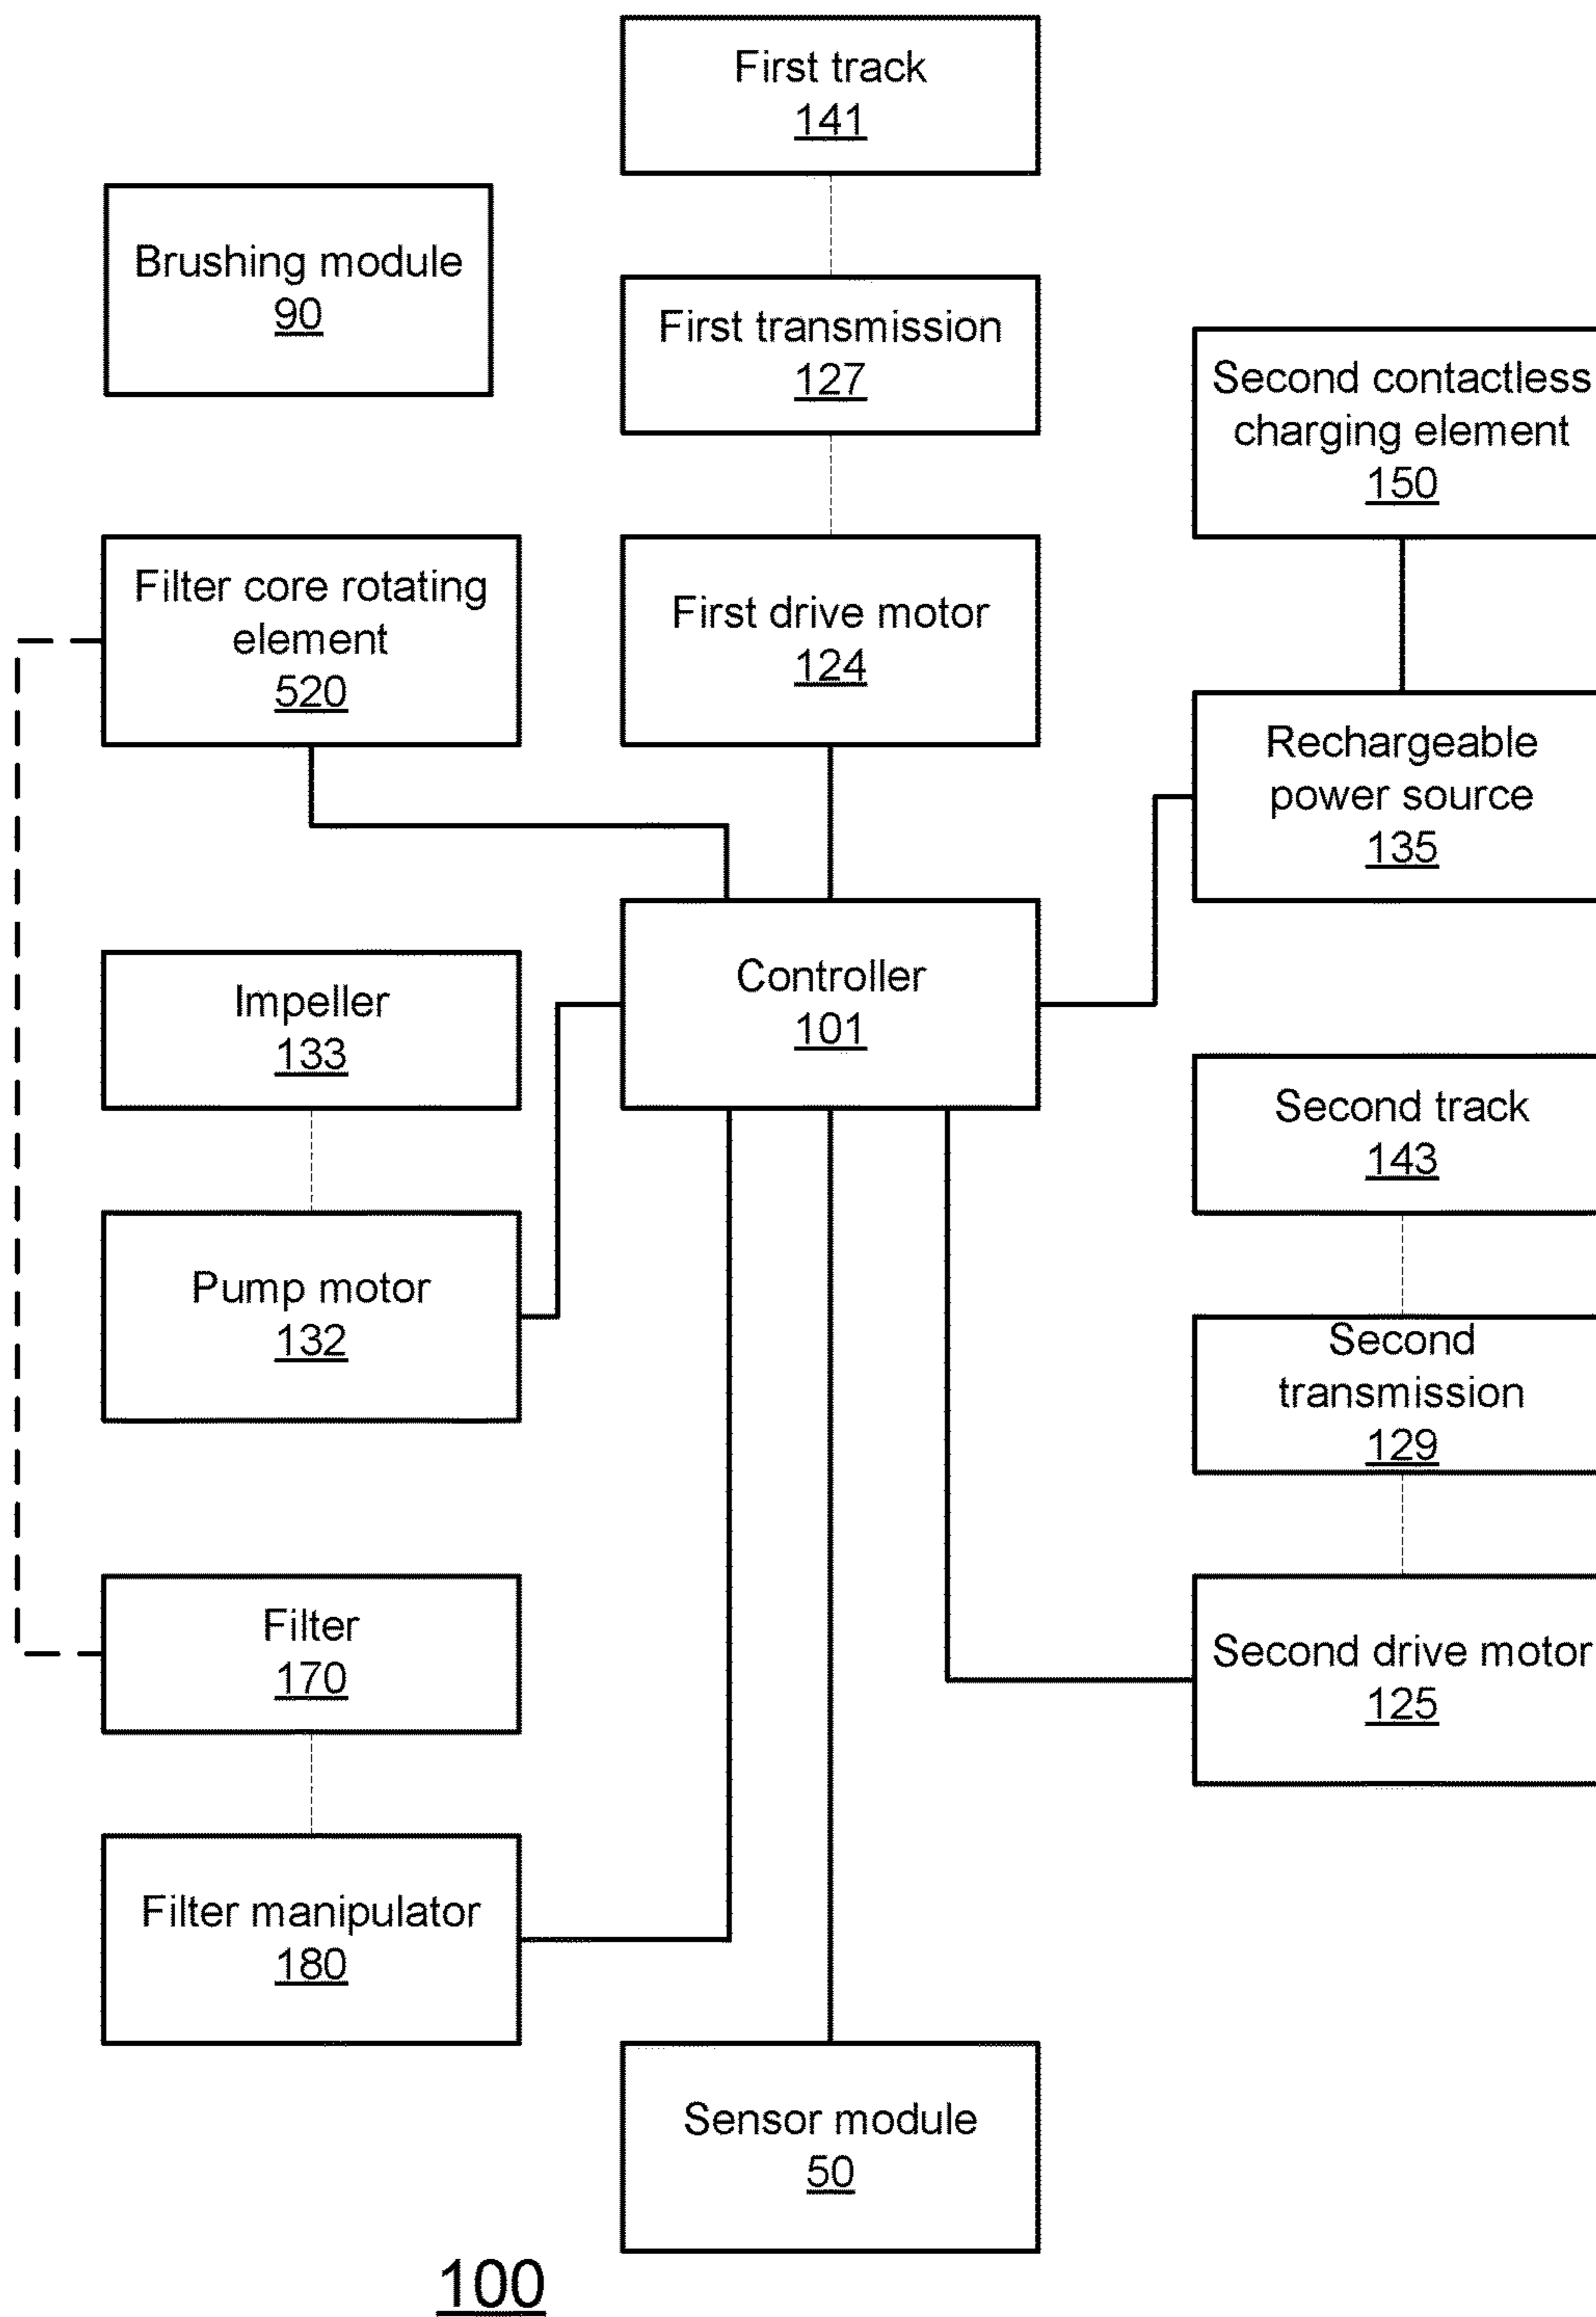 First track
141
Brushing module
90
First transmission
127
Second contactless
charging element
150
Filter core rotating
element
520
First drive motor
124
Rechargeable
power source
135
Impeller
133
Controller
101
Second track
143
Pump motor
132
Second
transmission
129
Filter
170
Second drive motor
125
Filter manipulator
180
Sensor module
50
100